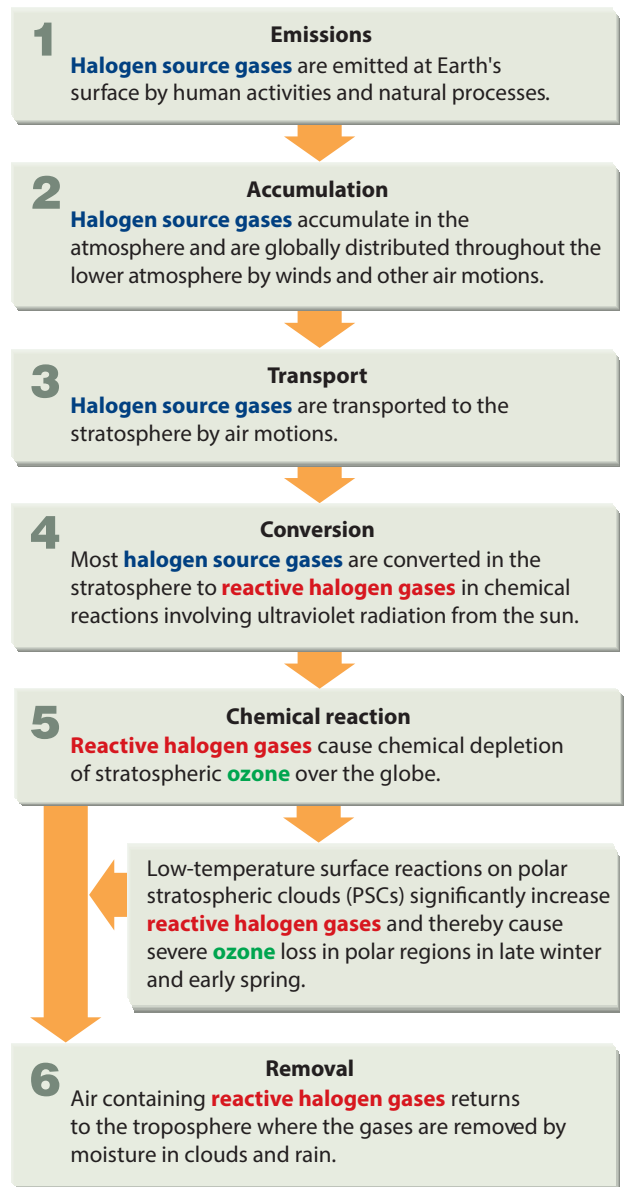 1
Emissions
Halogen source gases are emitted at Earth's
surface by human activities and natural processes.
2
Accumulation
Halogen source gases accumulate in the
atmosphere and are globally distributed throughout the
lower atmosphere by winds and other air motions.
3
Transport
Halogen source gases are transported to the
stratosphere by air motions.
4
Conversion
Most halogen source gases are converted in the
stratosphere to reactive halogen gases in chemical
reactions involving ultraviolet radiation from the sun.
5
Chemical reaction
Reactive halogen gases cause chemical depletion
of stratospheric ozone over the globe.
Low-temperature surface reactions on polar
stratospheric clouds (PSCs) significantly increase
reactive halogen gases and thereby cause
severe ozone loss in polar regions in late winter
and early spring.
6
Removal
Air containing reactive halogen gases returns
to the troposphere where the gases are removed by
moisture in clouds and rain.